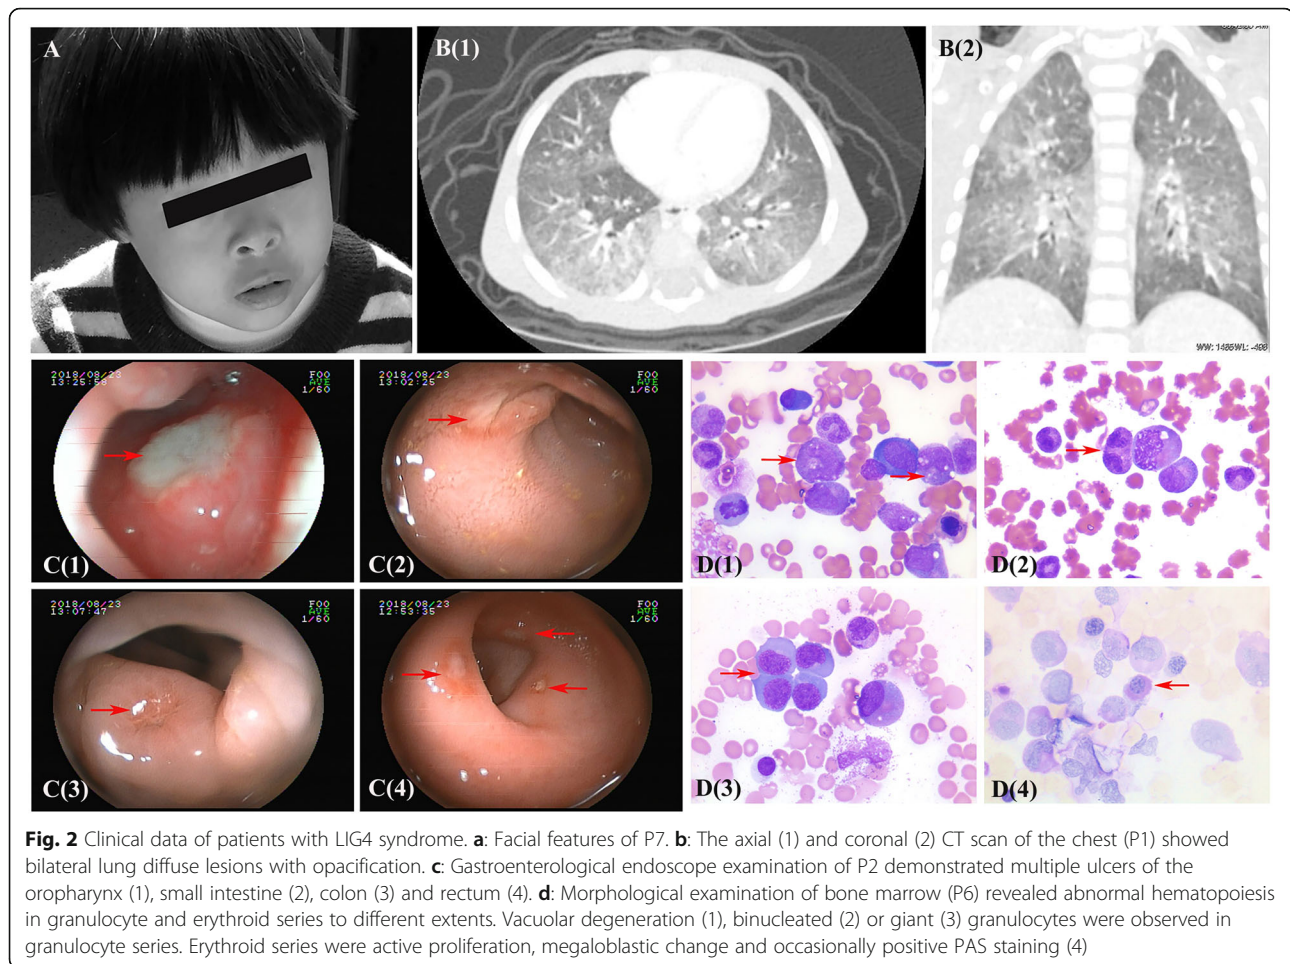 A
B(1)
B(2)
WW: 1465WL: -406
2018/08/23
13:25:56
FOO
AVE
1/60
C(1)
2018/08/23
13:02:25
FOO
AVE
1/60
C(2)
D(1)
D(2)
2018/08/23
13:07:47
FOO
AVE
1/60
C(3)
2018/08/23
12:53:35
FOO
AVE
1/60
C(4)
D(3)
D(4)
Fig. 2 Clinical data of patients with LIG4 syndrome. a: Facial features of P7. b: The axial (1) and coronal (2) CT scan of the chest (P1) showed
bilateral lung diffuse lesions with opacification. c: Gastroenterological endoscope examination of P2 demonstrated multiple ulcers of the
oropharynx (1), small intestine (2), colon (3) and rectum (4). d: Morphological examination of bone marrow (P6) revealed abnormal hematopoiesis
in granulocyte and erythroid series to different extents. Vacuolar degeneration (1), binucleated (2) or giant (3) granulocytes were observed in
granulocyte series. Erythroid series were active proliferation, megaloblastic change and occasionally positive PAS staining (4)